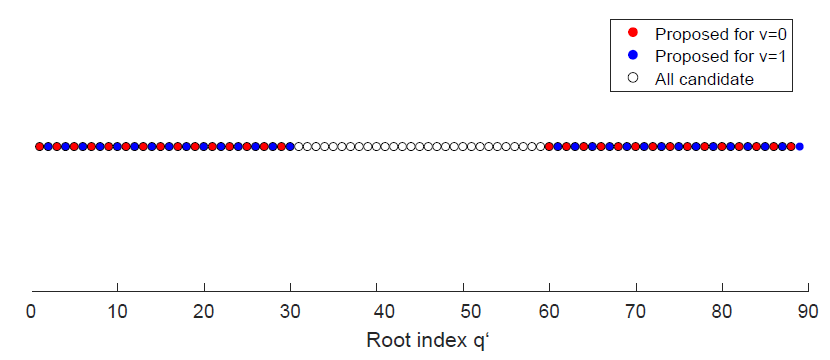 Proposed for v=0
Proposed for v=1
All candidate
0 10 20 30 40 50 60 70 80 90
Root index q‘